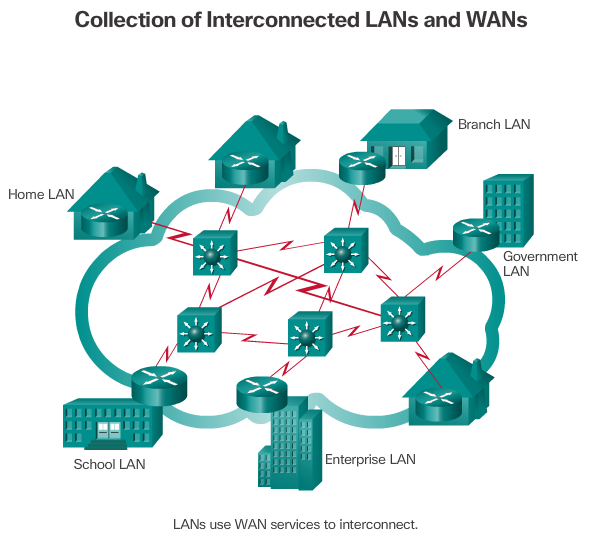 Collection of Interconnected LANs and WANs
Branch LAN
Home LAN
Government
LAN
School LAN
Enterprise LAN
LANs use WAN services to interconnect.